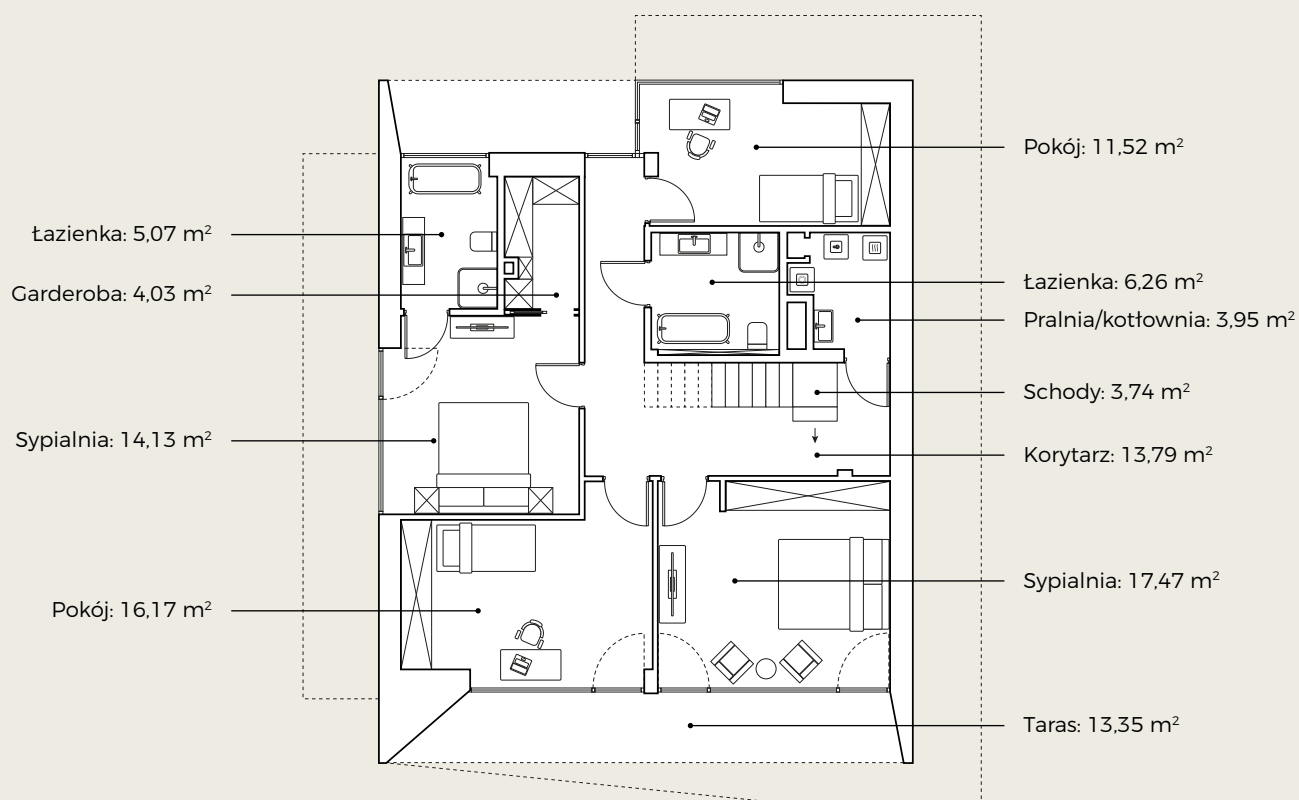 Łazienka: 5,07 m²
Garderoba: 4,03 m²
Sypialnia: 14,13 m²
Pokój: 16,17 m²
Pokój: 11,52 m²
Łazienka: 6,26 m²
Pralnia/kotłownia: 3,95 m²
Schody: 3,74 m²
Korytarz: 13,79 m²
Sypialnia: 17,47 m²
Taras: 13,35 m²